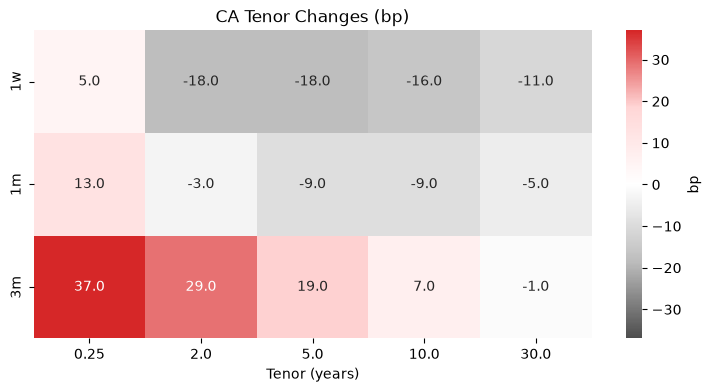 CA Tenor Changes (bp)
1w 5.0 -18.0 -18.0 -16.0 -11.0
1m 13.0 -3.0 -9.0 -9.0 -5.0
3m 37.0 29.0 19.0 7.0 -1.0
0.25 2.0 5.0 10.0 30.0
Tenor (years)
30
20
10
0
−10
−20
−30
bp